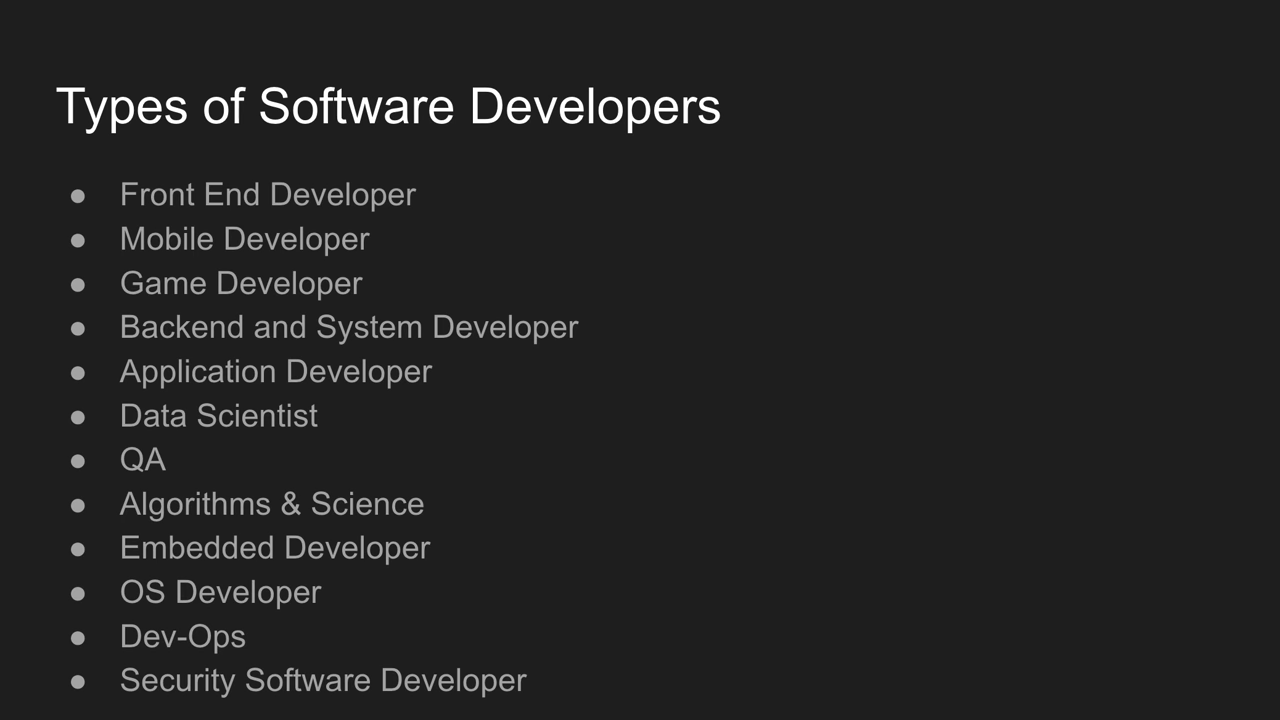 Types of Software Developers
● Front End Developer
● Mobile Developer
● Game Developer
● Backend and System Developer
● Application Developer
● Data Scientist
● QA
● Algorithms & Science
● Embedded Developer
● OS Developer
● Dev-Ops
● Security Software Developer